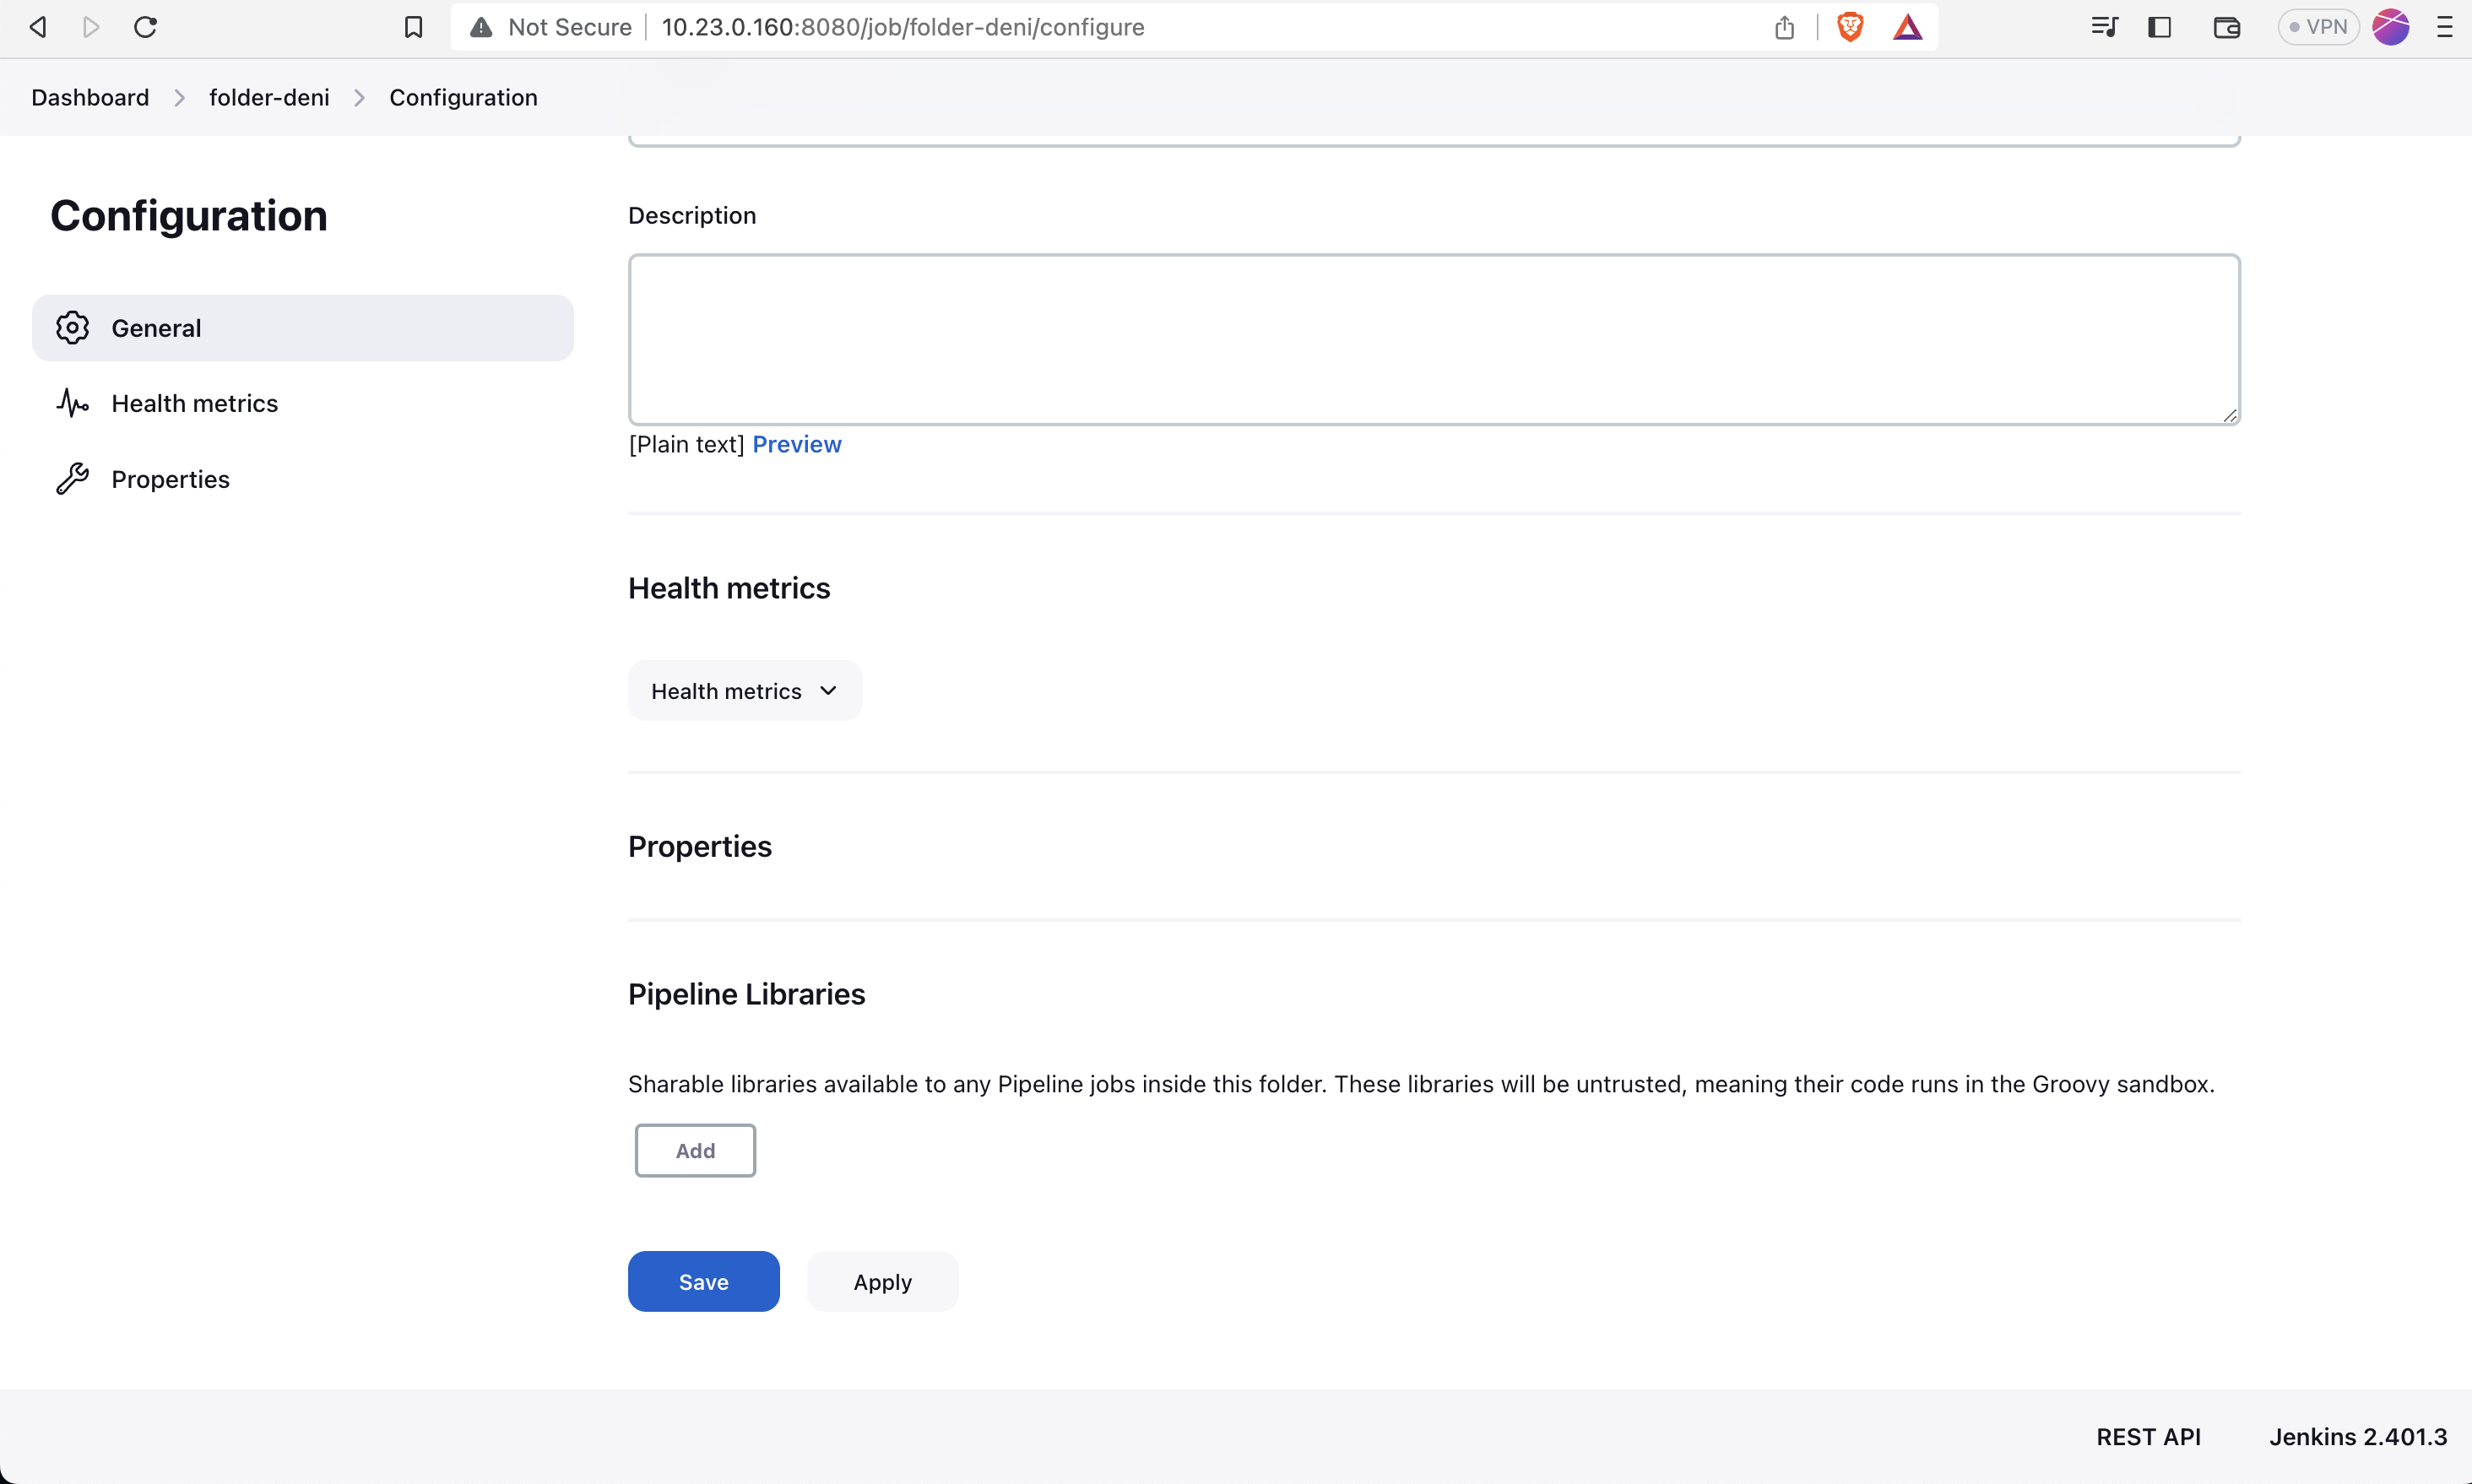 Not Secure 10.23.0.160:8080/job/folder-deni/configure VPN
Dashboard folder-deni Configuration
Configuration
General
Health metrics
Properties
Description
[Plain text] Preview
Health metrics
Health metrics
Properties
Pipeline Libraries
Sharable libraries available to any Pipeline jobs inside this folder. These libraries will be untrusted, meaning their code runs in the Groovy sandbox.
Add
Save Apply
REST API Jenkins 2.401.3